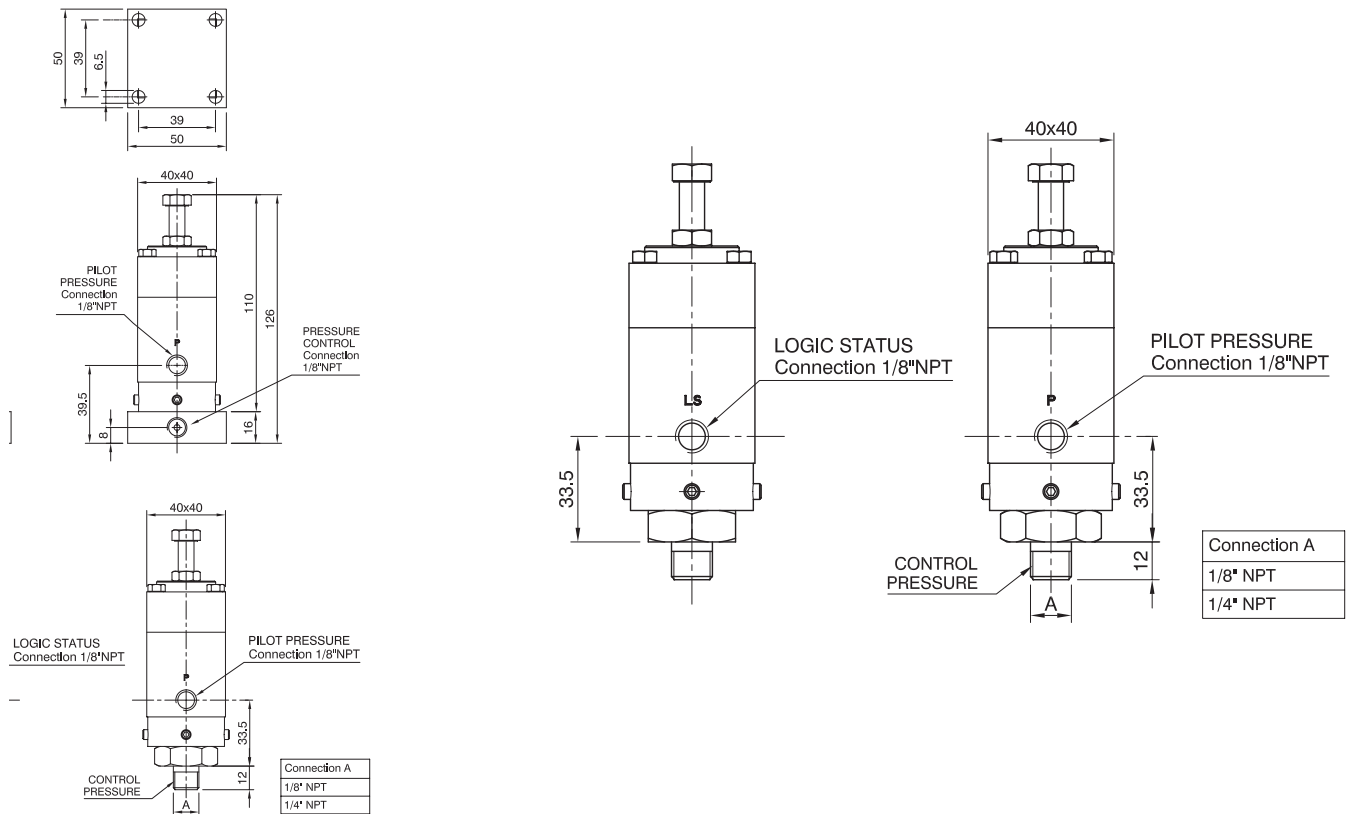 50
39
6.5
39
50
40x40
PILOT
PRESSURE
Connection
1/8"NPT
P
110
126
PRESSURE
CONTROL
Connection
1/8"NPT
39.5
8
16
40x40
LOGIC STATUS
Connection 1/8"NPT
PILOT PRESSURE
Connection 1/8"NPT
P
33.5
12
CONTROL
PRESSURE
A
Connection A
1/8" NPT
1/4" NPT
LOGIC STATUS
Connection 1/8"NPT
LS
33.5
40x40
PILOT PRESSURE
Connection 1/8"NPT
P
33.5
12
CONTROL
PRESSURE
A
Connection A
1/8" NPT
1/4" NPT